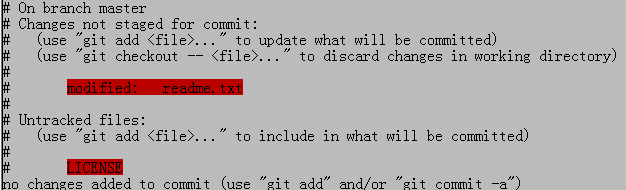 # On branch master
# Changes not staged for commit:
#   (use "git add <file>..." to update what will be committed)
#   (use "git checkout -- <file>..." to discard changes in working directory)
#
#       modified:   readme.txt
#
# Untracked files:
#   (use "git add <file>..." to include in what will be committed)
#
#       LICENSE
no changes added to commit (use "git add" and/or "git commit -a")